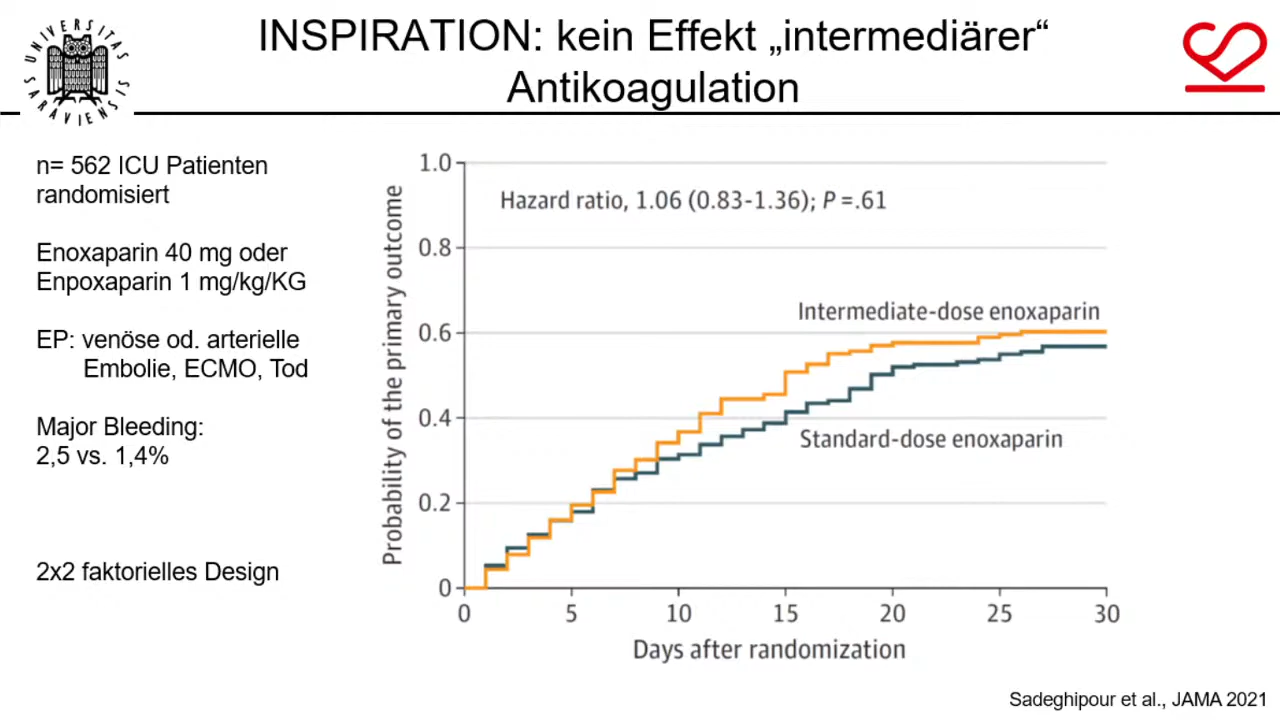 UNIVERSITAS
SARAVIENSIS
INSPIRATION: kein Effekt „intermediärer“
Antikoagulation
n= 562 ICU Patienten
randomisiert
Enoxaparin 40 mg oder
Enpoxaparin 1 mg/kg/KG
EP: venöse od. arterielle
Embolie, ECMO, Tod
Major Bleeding:
2,5 vs. 1,4%
2x2 faktorielles Design
Probability of the primary outcome
1.0
0.8
0.6
0.4
0.2
0
Hazard ratio, 1.06 (0.83-1.36); P =.61
Intermediate-dose enoxaparin
Standard-dose enoxaparin
0 5 10 15 20 25 30
Days after randomization
Sadeghipour et al., JAMA 2021